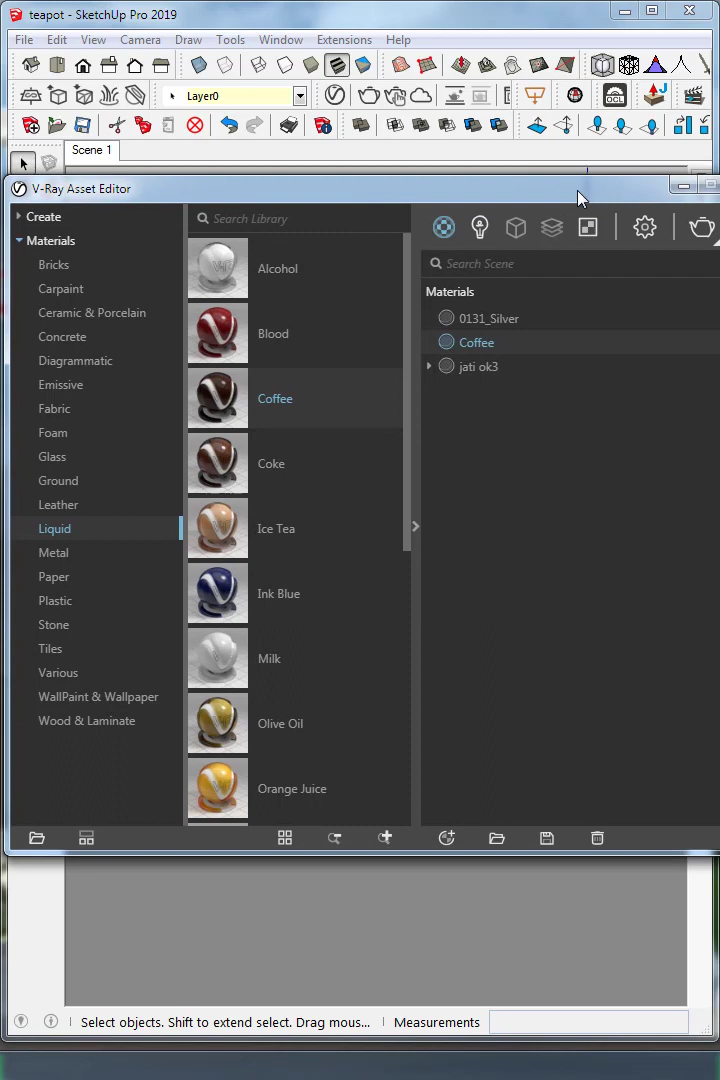 teapot - SketchUp Pro 2019
File Edit View Camera Draw Tools Window Extensions Help
Layer0
OCL
Scene 1
V-Ray Asset Editor
Create
Materials
Bricks
Carpaint
Ceramic & Porcelain
Concrete
Diagrammatic
Emissive
Fabric
Foam
Glass
Ground
Leather
Liquid
Metal
Paper
Plastic
Stone
Tiles
Various
WallPaint & Wallpaper
Wood & Laminate
Search Library
Alcohol
Blood
Coffee
Coke
Ice Tea
Ink Blue
Milk
Olive Oil
Orange Juice
Search Scene
Materials
0131_Silver
Coffee
jati ok3
Select objects. Shift to extend select. Drag mous... Measurements